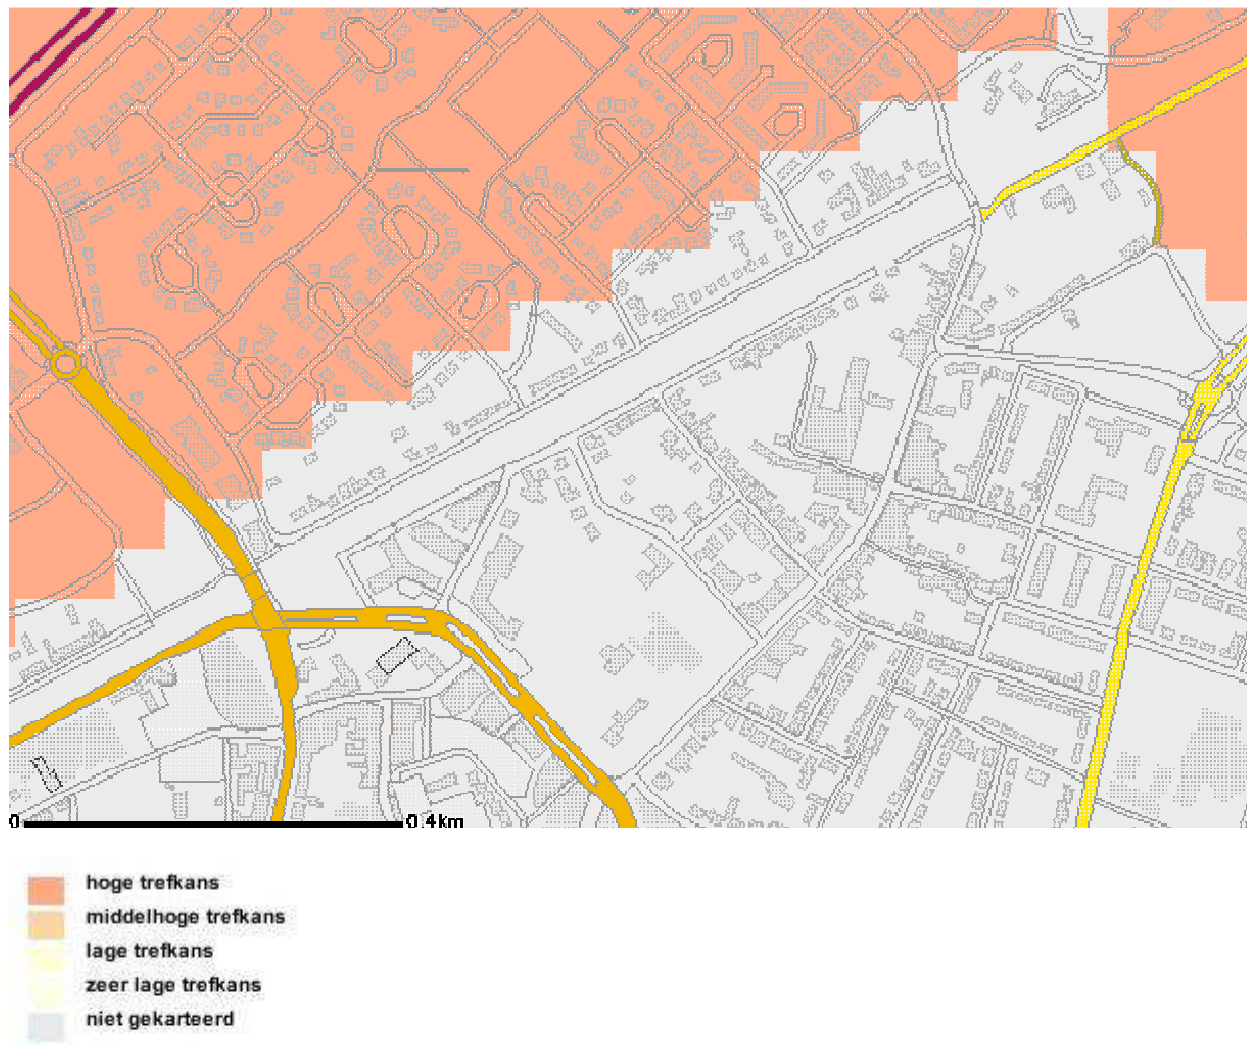 0 0.4km
hoge trefkans
middelhoge trefkans
lage trefkans
zeer lage trefkans
niet gekarteerd